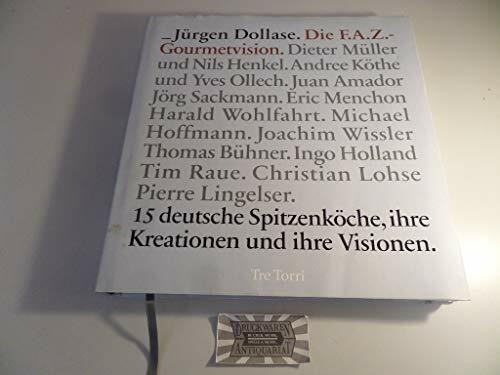 _Jürgen Dollase. Die F.A.Z.-
Gourmetvision. Dieter Müller
und Nils Henkel. Andree Köthe
und Yves Ollech. Juan Amador
Jörg Sackmann. Eric Menchon
Harald Wohlfahrt. Michael
Hoffmann. Joachim Wissler
Thomas Bühner. Ingo Holland
Tim Raue. Christian Lohse
Pierre Lingelser.
15 deutsche Spitzenköche, ihre
Kreationen und ihre Visionen.
Tre Torri
DRUCKWAREN
ANTIQUARIAT